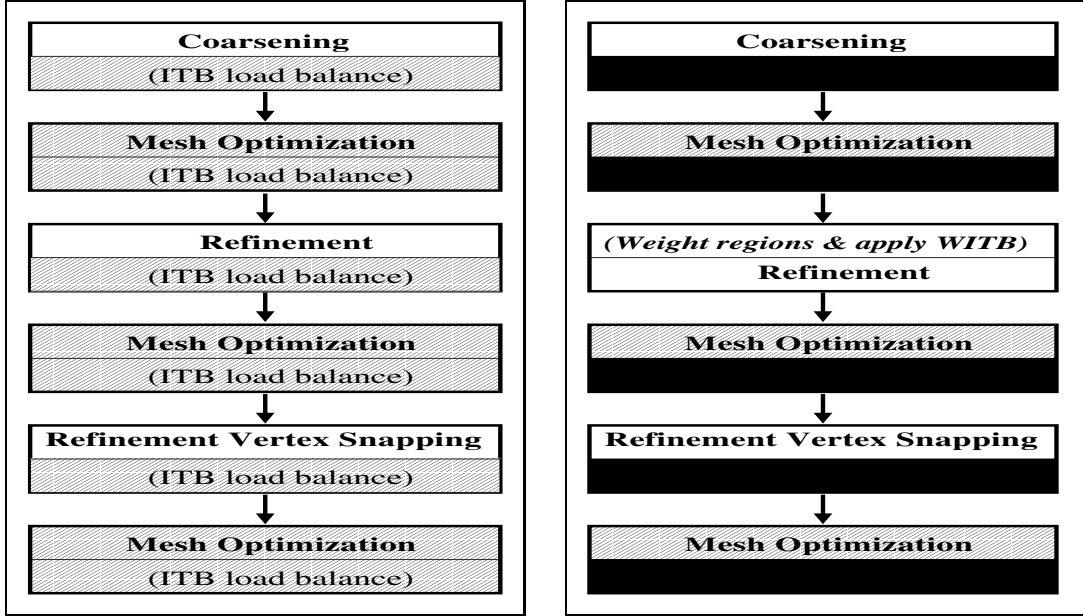 Coarsening
(ITB load balance)
Mesh Optimization
(ITB load balance)
Refinement
(ITB load balance)
Mesh Optimization
(ITB load balance)
Refinement Vertex Snapping
(ITB load balance)
Mesh Optimization
(ITB load balance)
Coarsening
Mesh Optimization
(Weight regions & apply WITB)
Refinement
Mesh Optimization
Refinement Vertex Snapping
Mesh Optimization